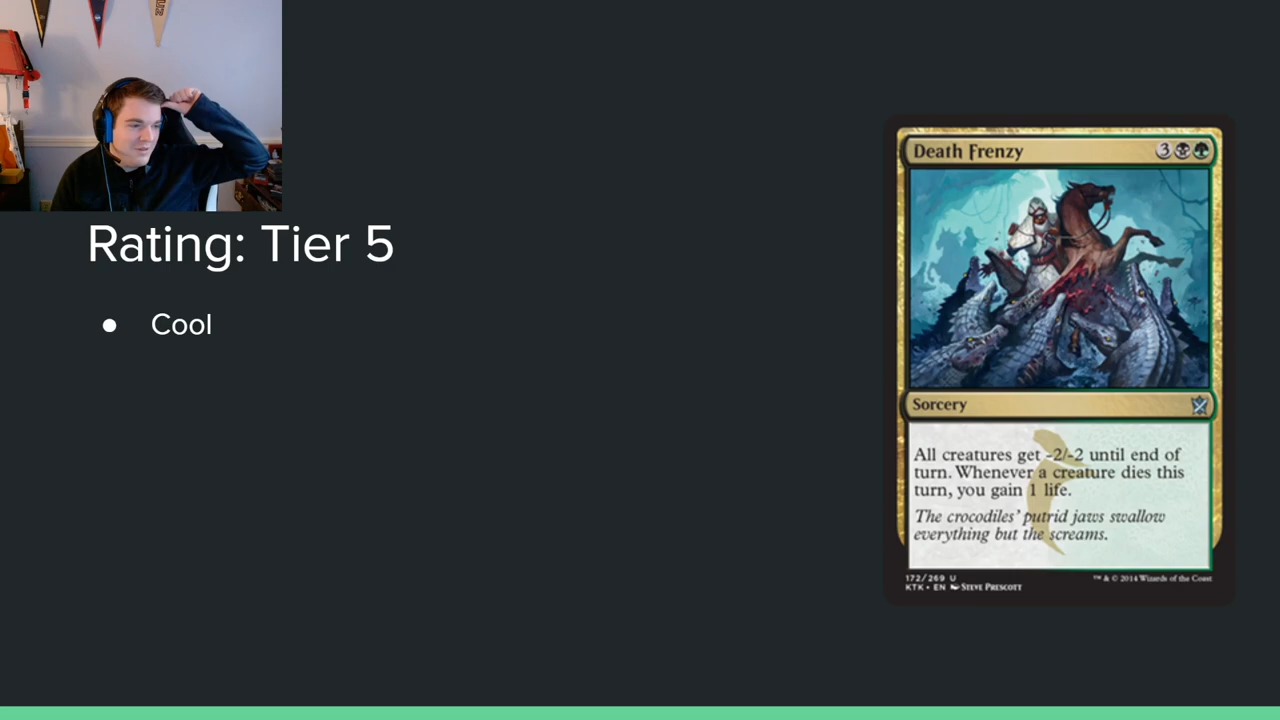 Rating: Tier 5
● Cool
Death Frenzy 3
Sorcery
All creatures get -2/-2 until end of
turn. Whenever a creature dies this
turn, you gain 1 life.
The crocodiles' putrid jaws swallow
everything but the screams.
172/269 U
KTK • EN STEVE PRESCOTT
™ & © 2014 Wizards of the Coast